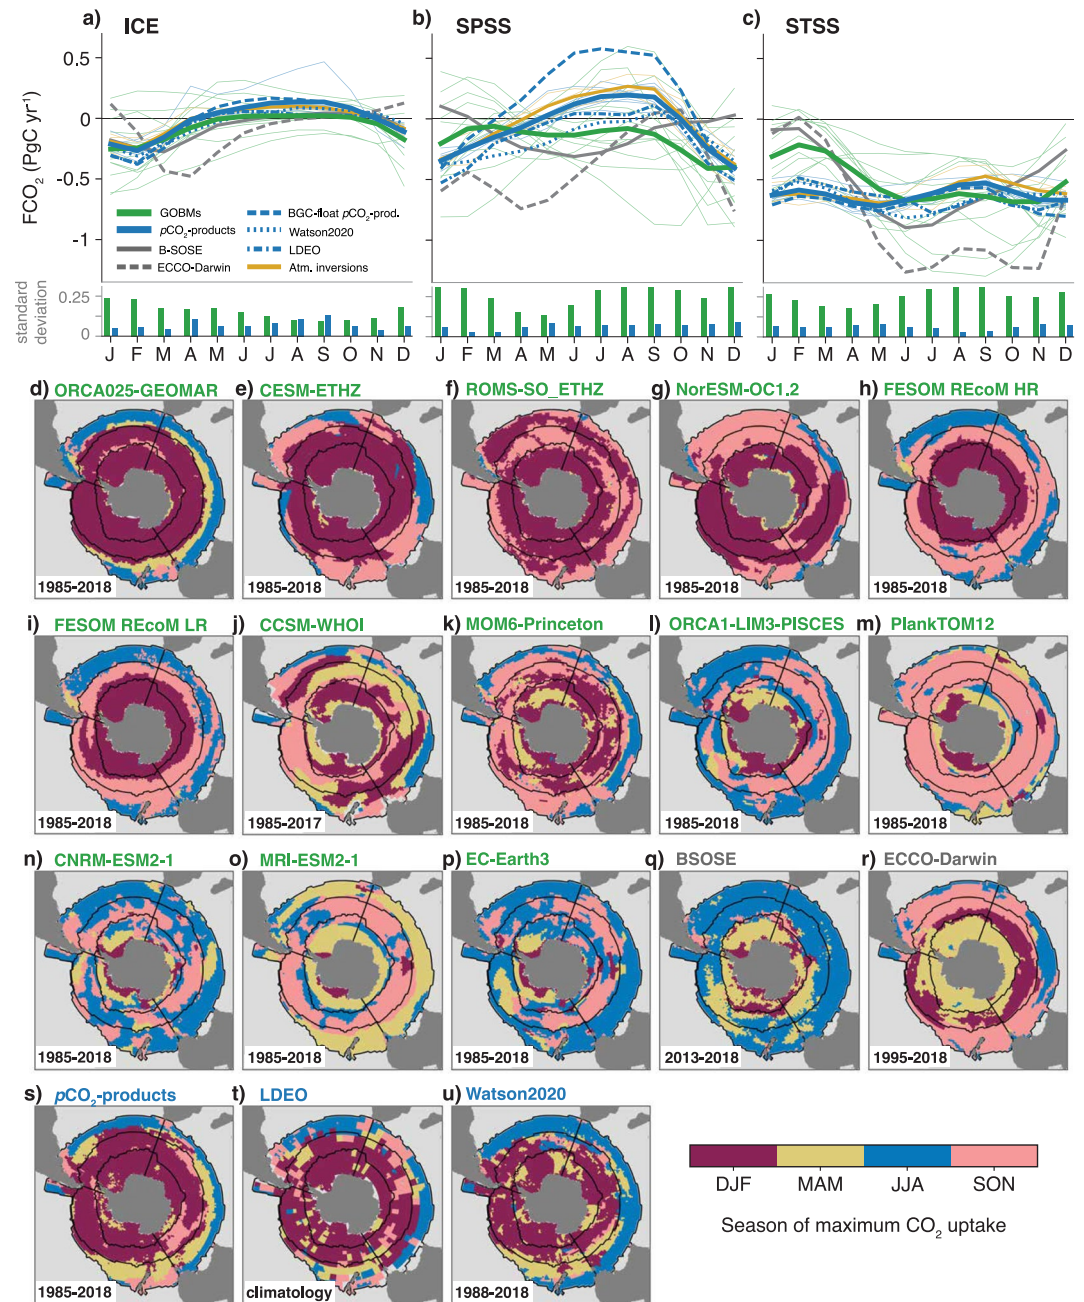 a) ICE
b) SPSS
c) STSS
FCO2 (PgC yr-1)
0.5
0
-0.5
-1
GOBMs
pCO2-products
B-SOSE
ECCO-Darwin
BGC-float pCO2-prod.
Watson2020
LDEO
Atm. inversions
standard deviation
0.25
0
J F M A M J J A S O N D
J F M A M J J A S O N D
J F M A M J J A S O N D
d) ORCA025-GEOMAR
1985-2018
e) CESM-ETHZ
1985-2018
f) ROMS-SO_ETHZ
1985-2018
g) NorESM-OC1.2
1985-2018
h) FESOM REcoM HR
1985-2018
i) FESOM REcoM LR
1985-2018
j) CCSM-WHOI
1985-2017
k) MOM6-Princeton
1985-2018
l) ORCA1-LIM3-PISCES
1985-2018
m) PlankTOM12
1985-2018
n) CNRM-ESM2-1
1985-2018
o) MRI-ESM2-1
1985-2018
p) EC-Earth3
1985-2018
q) BSOSE
2013-2018
r) ECCO-Darwin
1995-2018
s) pCO2-products
1985-2018
t) LDEO
climatology
u) Watson2020
1988-2018
DJF MAM JJA SON
Season of maximum CO2 uptake